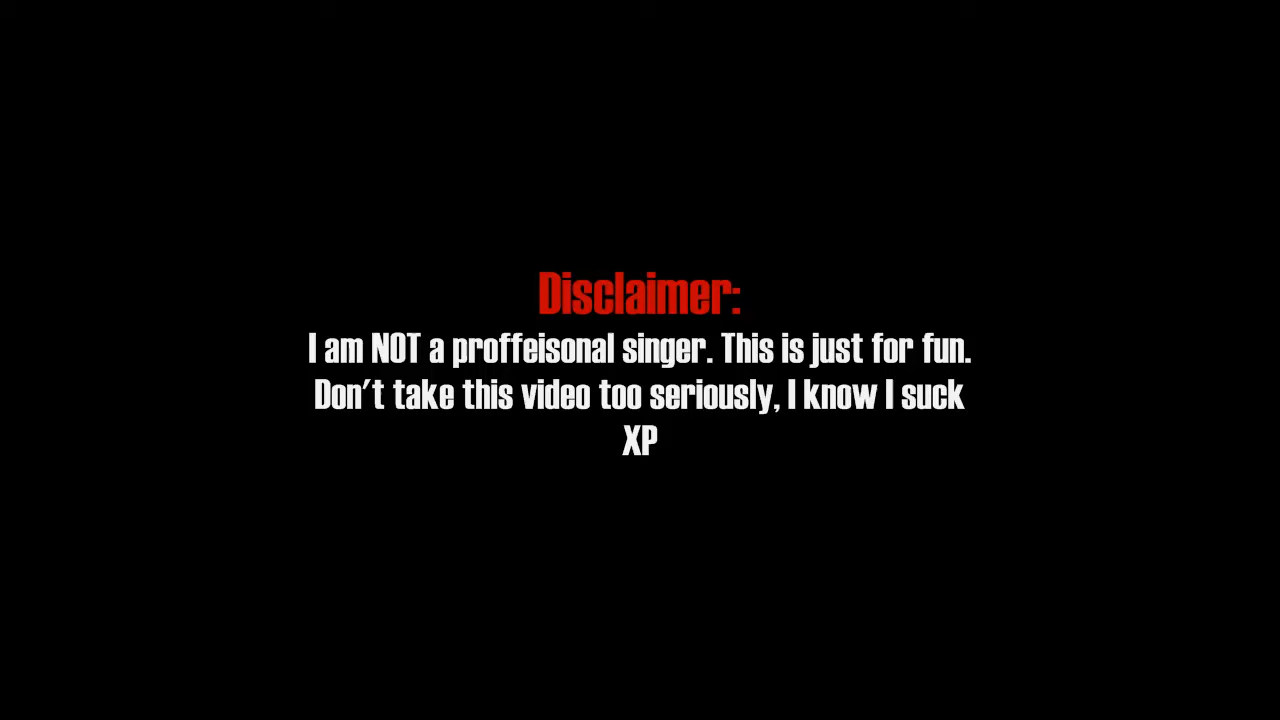 Disclaimer:
I am NOT a proffeisonal singer. This is just for fun.
Don't take this video too seriously, I know I suck
XP